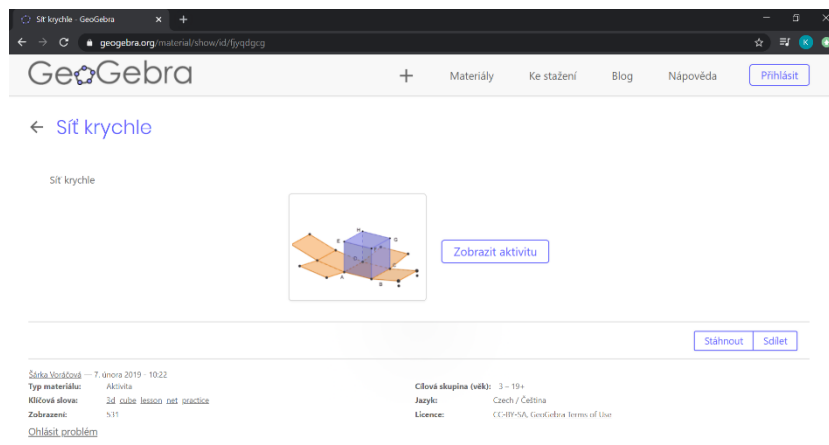 Síť krychle - GeoGebra
geogebra.org/material/show/id/fjyqdgcg
K
GeoGebra
Materiály Ke stažení Blog Nápověda Přihlásit
← Síť krychle
Síť krychle
H
E G
F
D C
A
B
Zobrazit aktivitu
Stáhnout Sdílet
Šárka Voráčová — 7. února 2019 - 10:22
Typ materiálu: Aktivita Cílová skupina (věk): 3 – 19+
Klíčová slova: 3d cube lesson net practice Jazyk: Czech / Čeština
Zobrazení: 531 Licence: CC-BY-SA, GeoGebra Terms of Use
Ohlásit problém